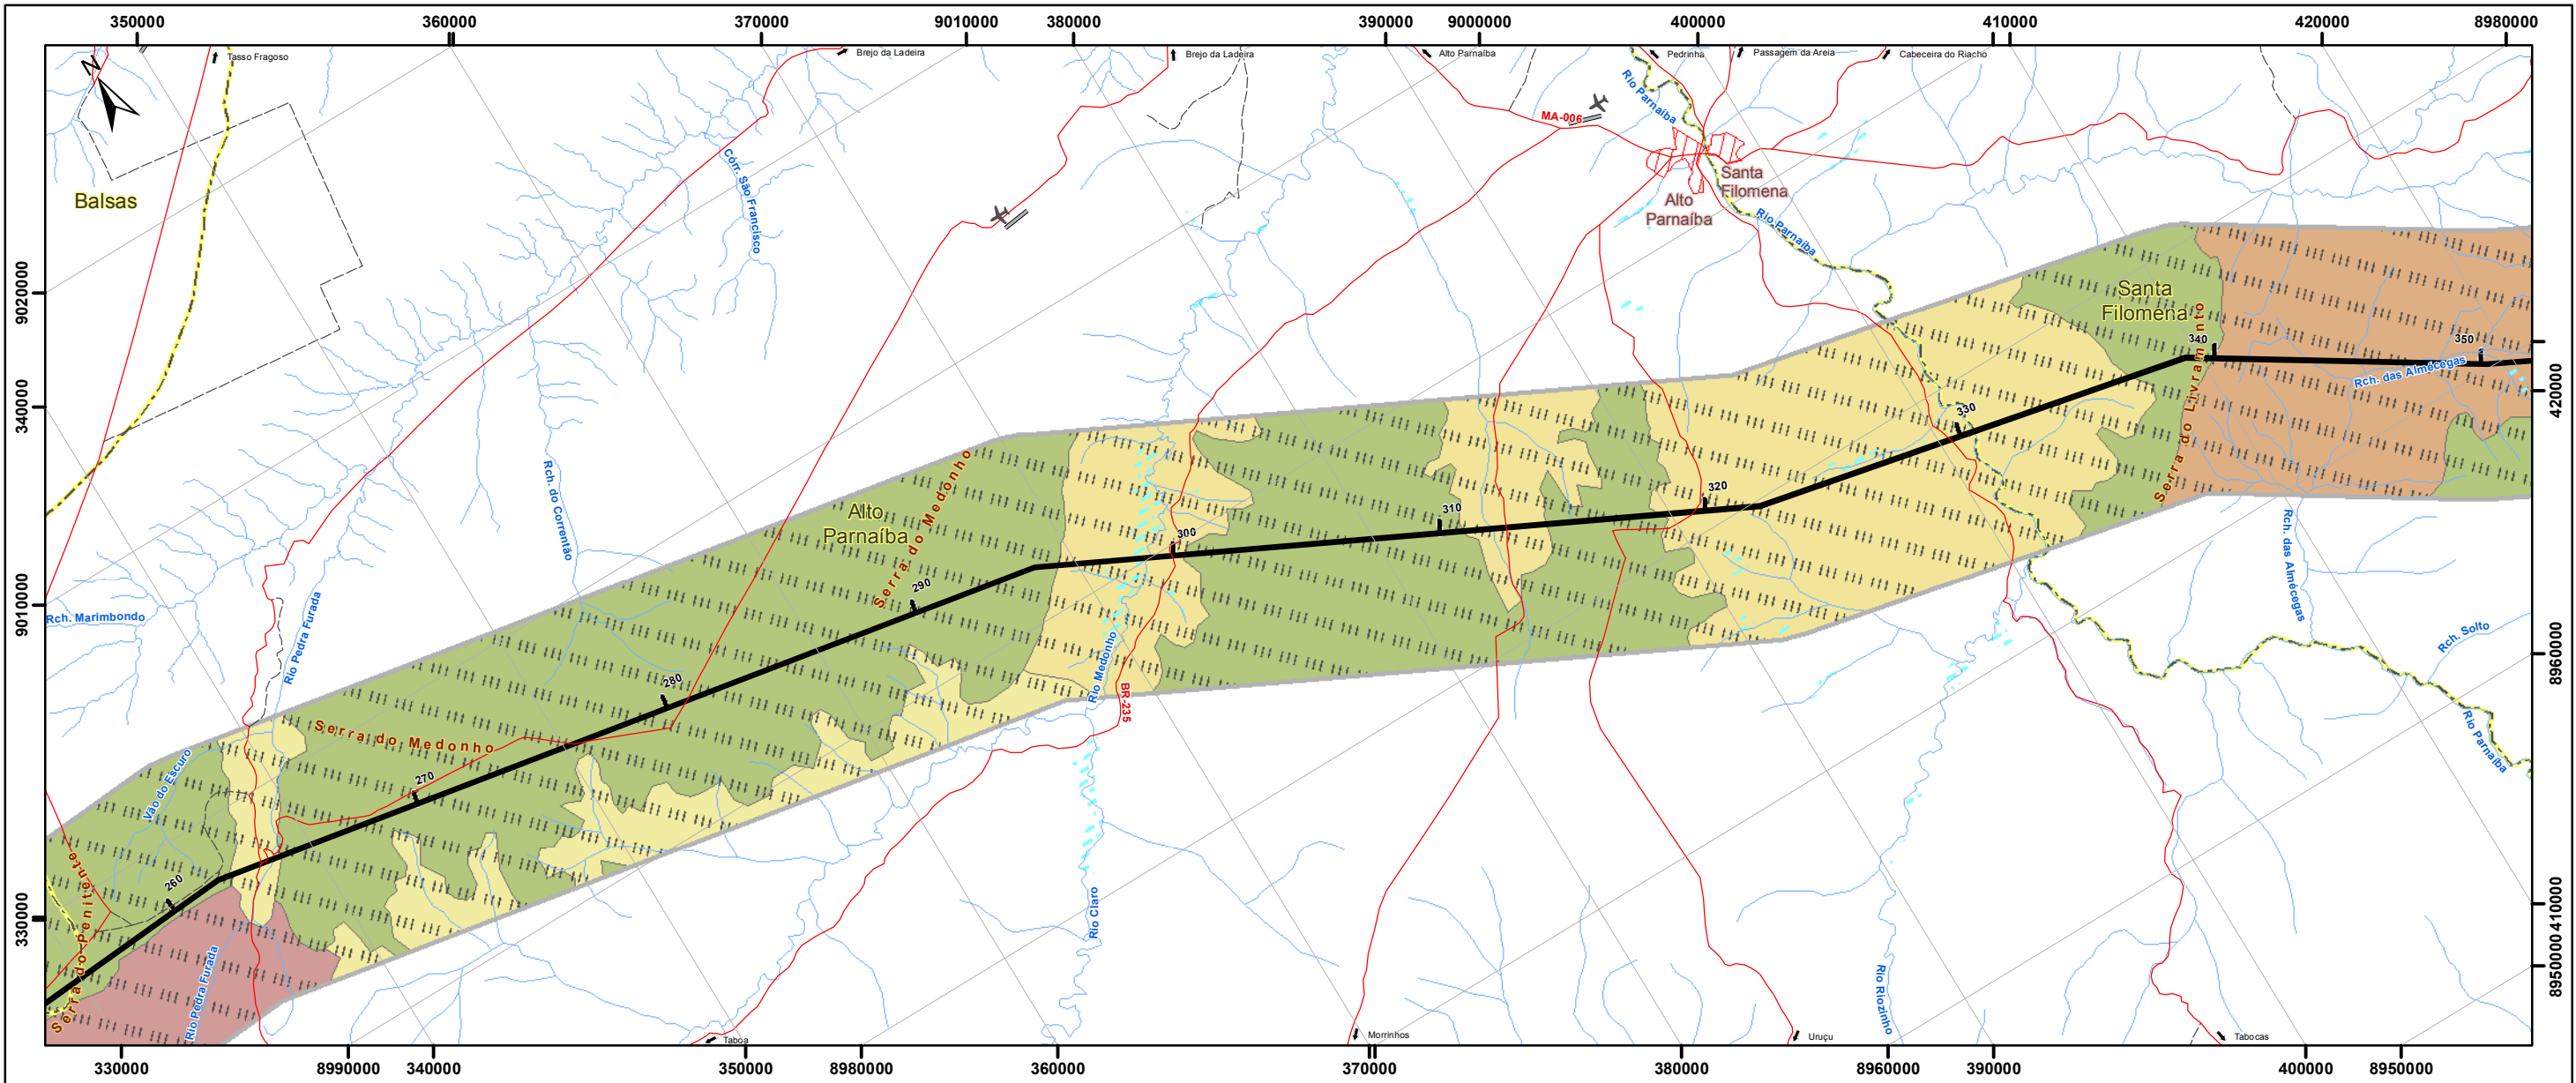 350000 360000 370000 9010000 380000 390000 9000000 400000 410000 420000 8980000
N
Tasso Fragoso
Brejo da Ladeira
Brejo da Ladeira
Alto Parnaíba
Pedrinha
Passagem da Areia
Cabeceira do Riacho
Rio Parnaíba
MA-006
Balsas
Córr. São Francisco
Santa
Filomena
Alto
Parnaíba
Rio Parnaíba
9020000
Santa
Filomena
Serra do Livramento
340
350
Rch. das Almécegas
3400000
420000
330
Rch. do Correntão
Alto
Parnaíba
Serra do Medonho
320
310
300
290
Rch. das Almécegas
9010000
Rch. Marimbondo
Rio Pedra Furada
Rio Medonho
Rch. Solto
8960000
280
BR-235
Serra do Medonho
Rio Parnaíba
Vão do Escuro
270
260
Serra do Penitente
3300000
Rio Claro
410000
Rio Pedra Furada
Rio Riozinho
8950000
Taboa
Morrinhos
Uruçu
Tabocas
330000 8990000 340000 350000 8980000 360000 370000 380000 8960000 390000 400000 8950000